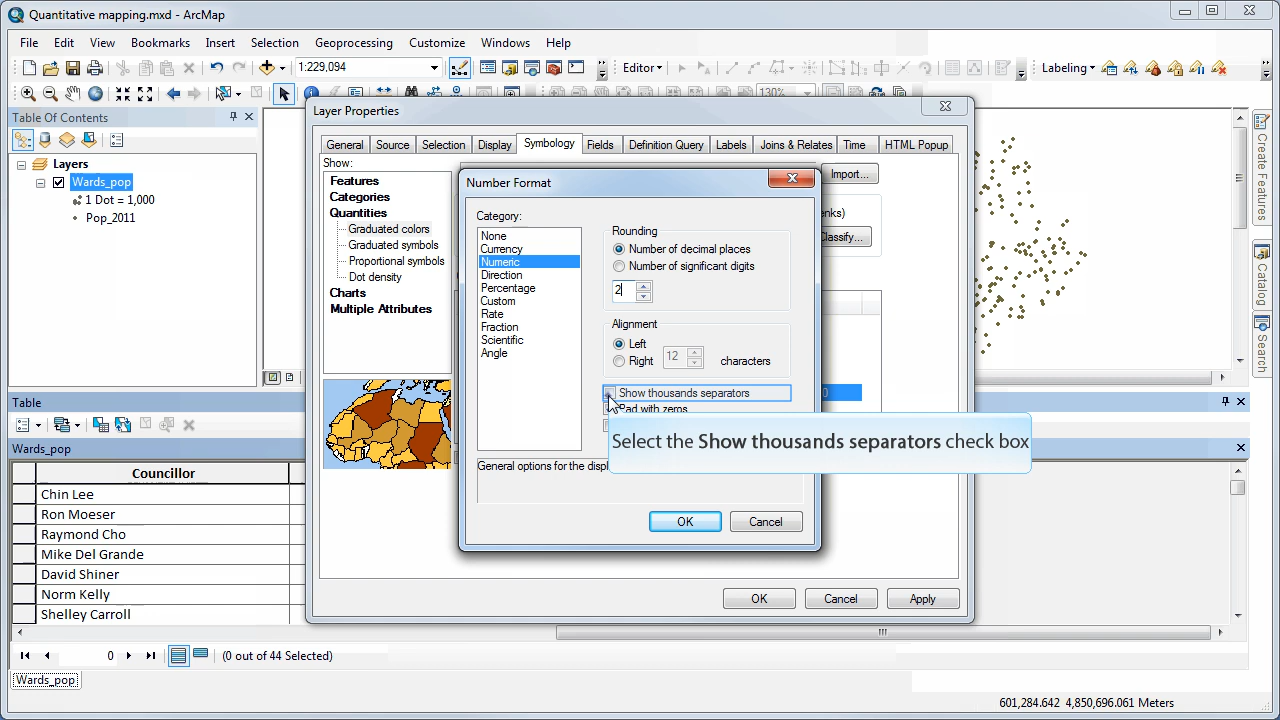 Quantitative mapping.mxd - ArcMap
File Edit View Bookmarks Insert Selection Geoprocessing Customize Windows Help
1:229,094 Editor Labeling
130%
Table Of Contents
Layers
Wards_pop
1 Dot = 1,000
Pop_2011
Layer Properties
General Source Selection Display Symbology Fields Definition Query Labels Joins & Relates Time HTML Popup
Show:
Features
Categories
Quantities
Graduated colors
Graduated symbols
Proportional symbols
Dot density
Charts
Multiple Attributes
Import...
Classify...
Number Format
Category:
None
Currency
Numeric
Direction
Percentage
Custom
Rate
Fraction
Scientific
Angle
Rounding
Number of decimal places
Number of significant digits
2
Alignment
Left
Right 12 characters
Show thousands separators
Pad with zeros
Select the Show thousands separators check box
General options for the displ
OK Cancel
OK Cancel Apply
Create Features
Catalog
Search
Table
Wards_pop
Councillor
Chin Lee
Ron Moeser
Raymond Cho
Mike Del Grande
David Shiner
Norm Kelly
Shelley Carroll
0 (0 out of 44 Selected)
Wards_pop
601,284.642 4,850,696.061 Meters